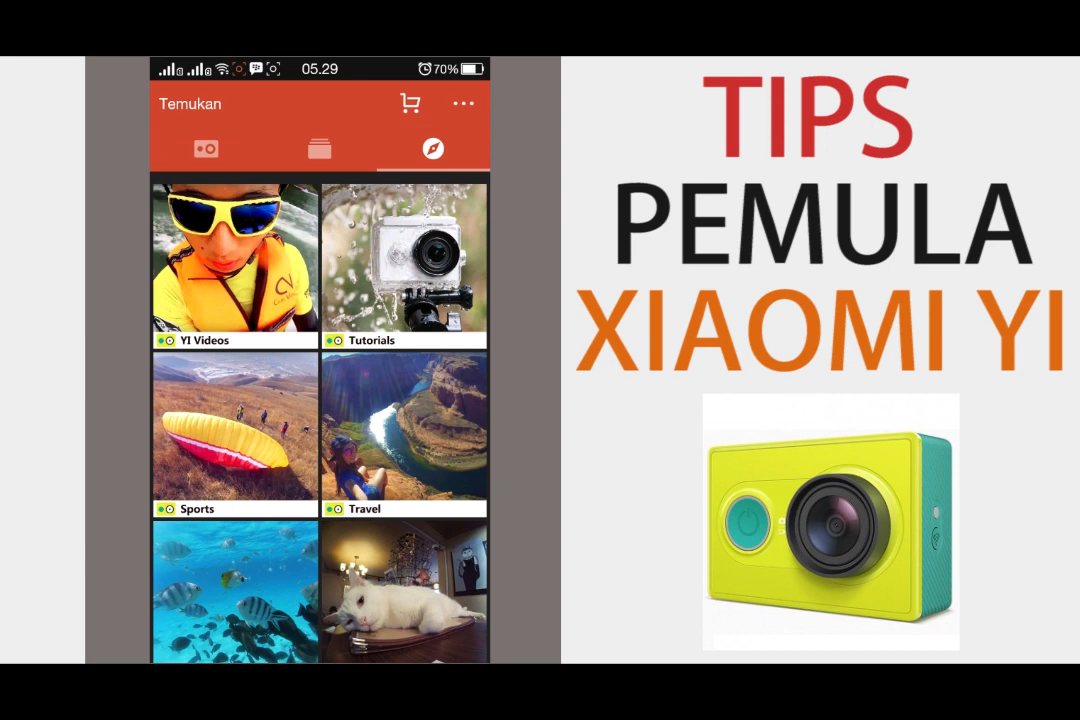 05.29
70%
Temukan
YI Videos
Tutorials
Sports
Travel
TIPS
PEMULA
XIAOMI YI